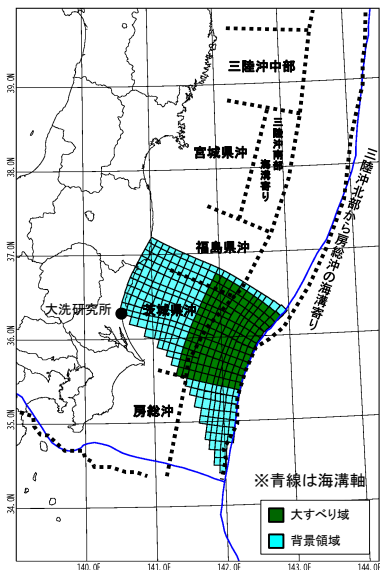 三陸沖中部
宮城県沖
三陸沖南部
海溝寄り
三陸沖北部から房総沖の海溝寄り
福島県沖
大洗研究所
茨城県沖
房総沖
※青線は海溝軸
大すべり域
背景領域
39.0N
38.0N
37.0N
36.0N
35.0N
34.0N
140.0E
141.0E
142.0E
143.0E
144.0E